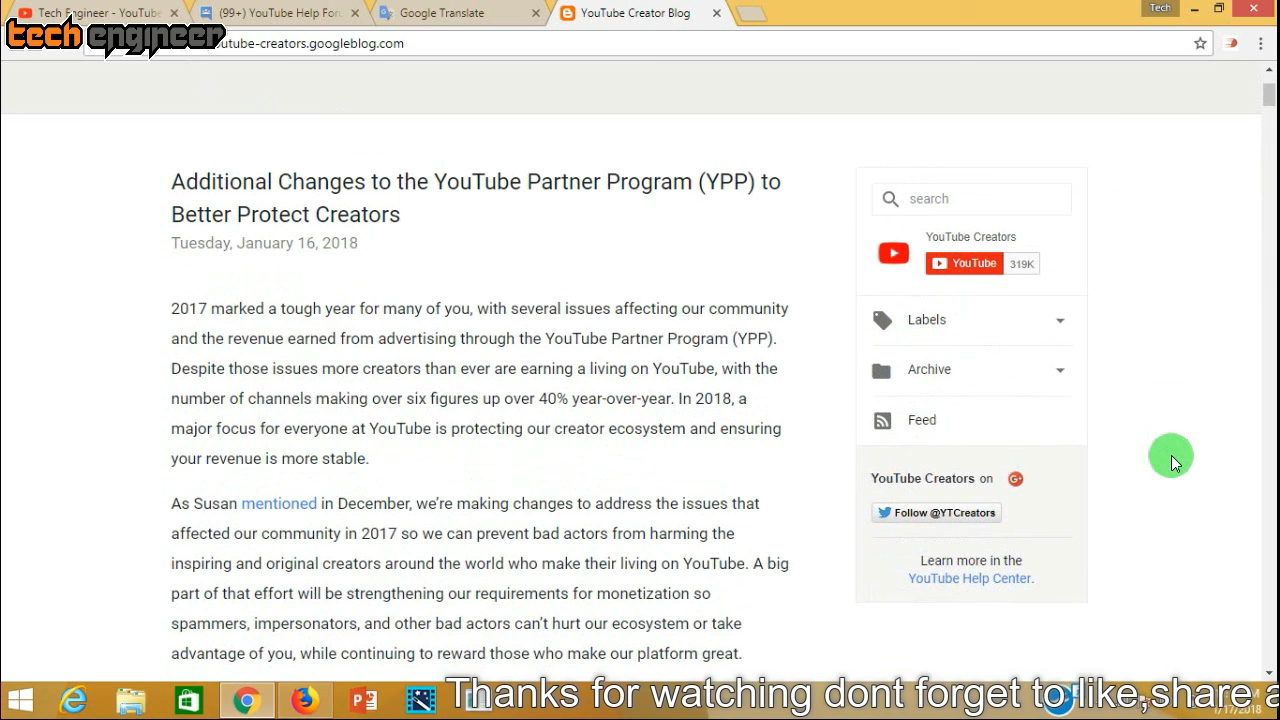 Tech Engineer - YouTube
(99+) YouTube Help For
Google Translate
YouTube Creator Blog
Tech
tech engineer
utube-creators.googleblog.com
Additional Changes to the YouTube Partner Program (YPP) to
Better Protect Creators
Tuesday, January 16, 2018
2017 marked a tough year for many of you, with several issues affecting our community
and the revenue earned from advertising through the YouTube Partner Program (YPP).
Despite those issues more creators than ever are earning a living on YouTube, with the
number of channels making over six figures up over 40% year-over-year. In 2018, a
major focus for everyone at YouTube is protecting our creator ecosystem and ensuring
your revenue is more stable.
As Susan mentioned in December, we’re making changes to address the issues that
affected our community in 2017 so we can prevent bad actors from harming the
inspiring and original creators around the world who make their living on YouTube. A big
part of that effort will be strengthening our requirements for monetization so
spammers, impersonators, and other bad actors can’t hurt our ecosystem or take
advantage of you, while continuing to reward those who make our platform great.
search
YouTube Creators
YouTube 319K
Labels
Archive
Feed
YouTube Creators on
Follow @YTCreators
Learn more in the
YouTube Help Center.
Thanks for watching dont forget to like,share a
1/17/2018